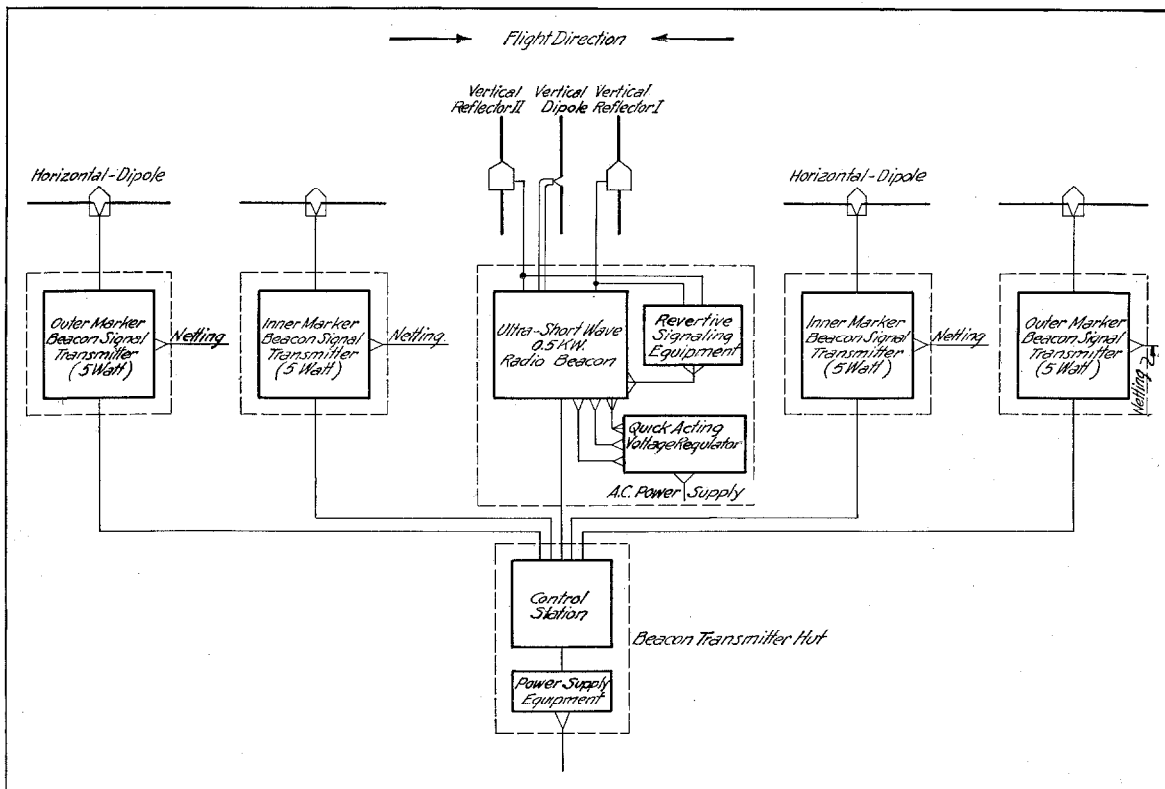 Flight Direction
Vertical
Reflector II
Vertical
Dipole
Vertical
Reflector I
Horizontal-Dipole
Horizontal-Dipole
Outer Marker
Beacon Signal
Transmitter
(5 Watt)
Netting
Inner Marker
Beacon Signal
Transmitter
(5 Watt)
Netting
Ultra-Short Wave
0.5 KW.
Radio Beacon
Revertive
Signaling
Equipment
Quick Acting
Voltage Regulator
A.C. Power Supply
Inner Marker
Beacon Signal
Transmitter
(5 Watt)
Netting
Outer Marker
Beacon Signal
Transmitter
(5 Watt)
Netting
Control
Station
Beacon Transmitter Hut
Power Supply
Equipment